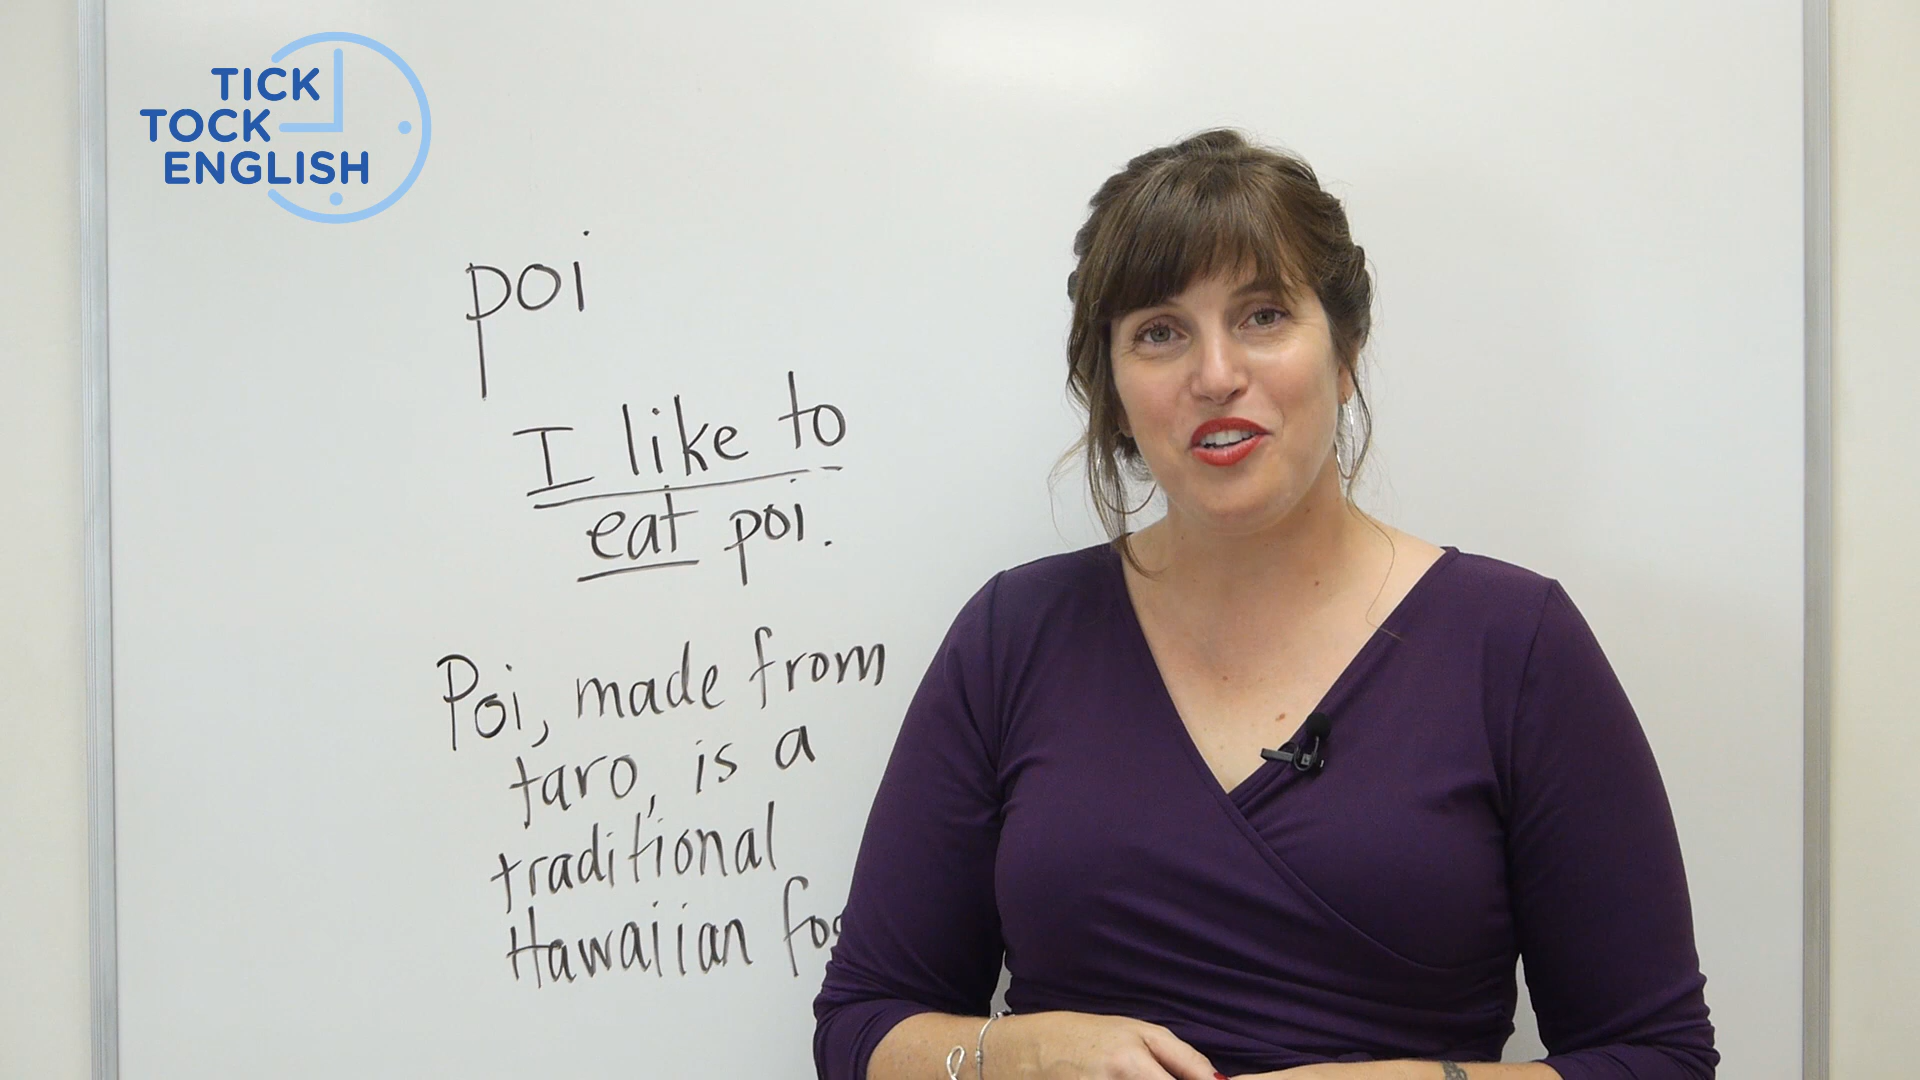 TICK
TOCK
ENGLISH
poi
I like to
eat poi.
Poi, made from
taro, is a
traditional
Hawaiian